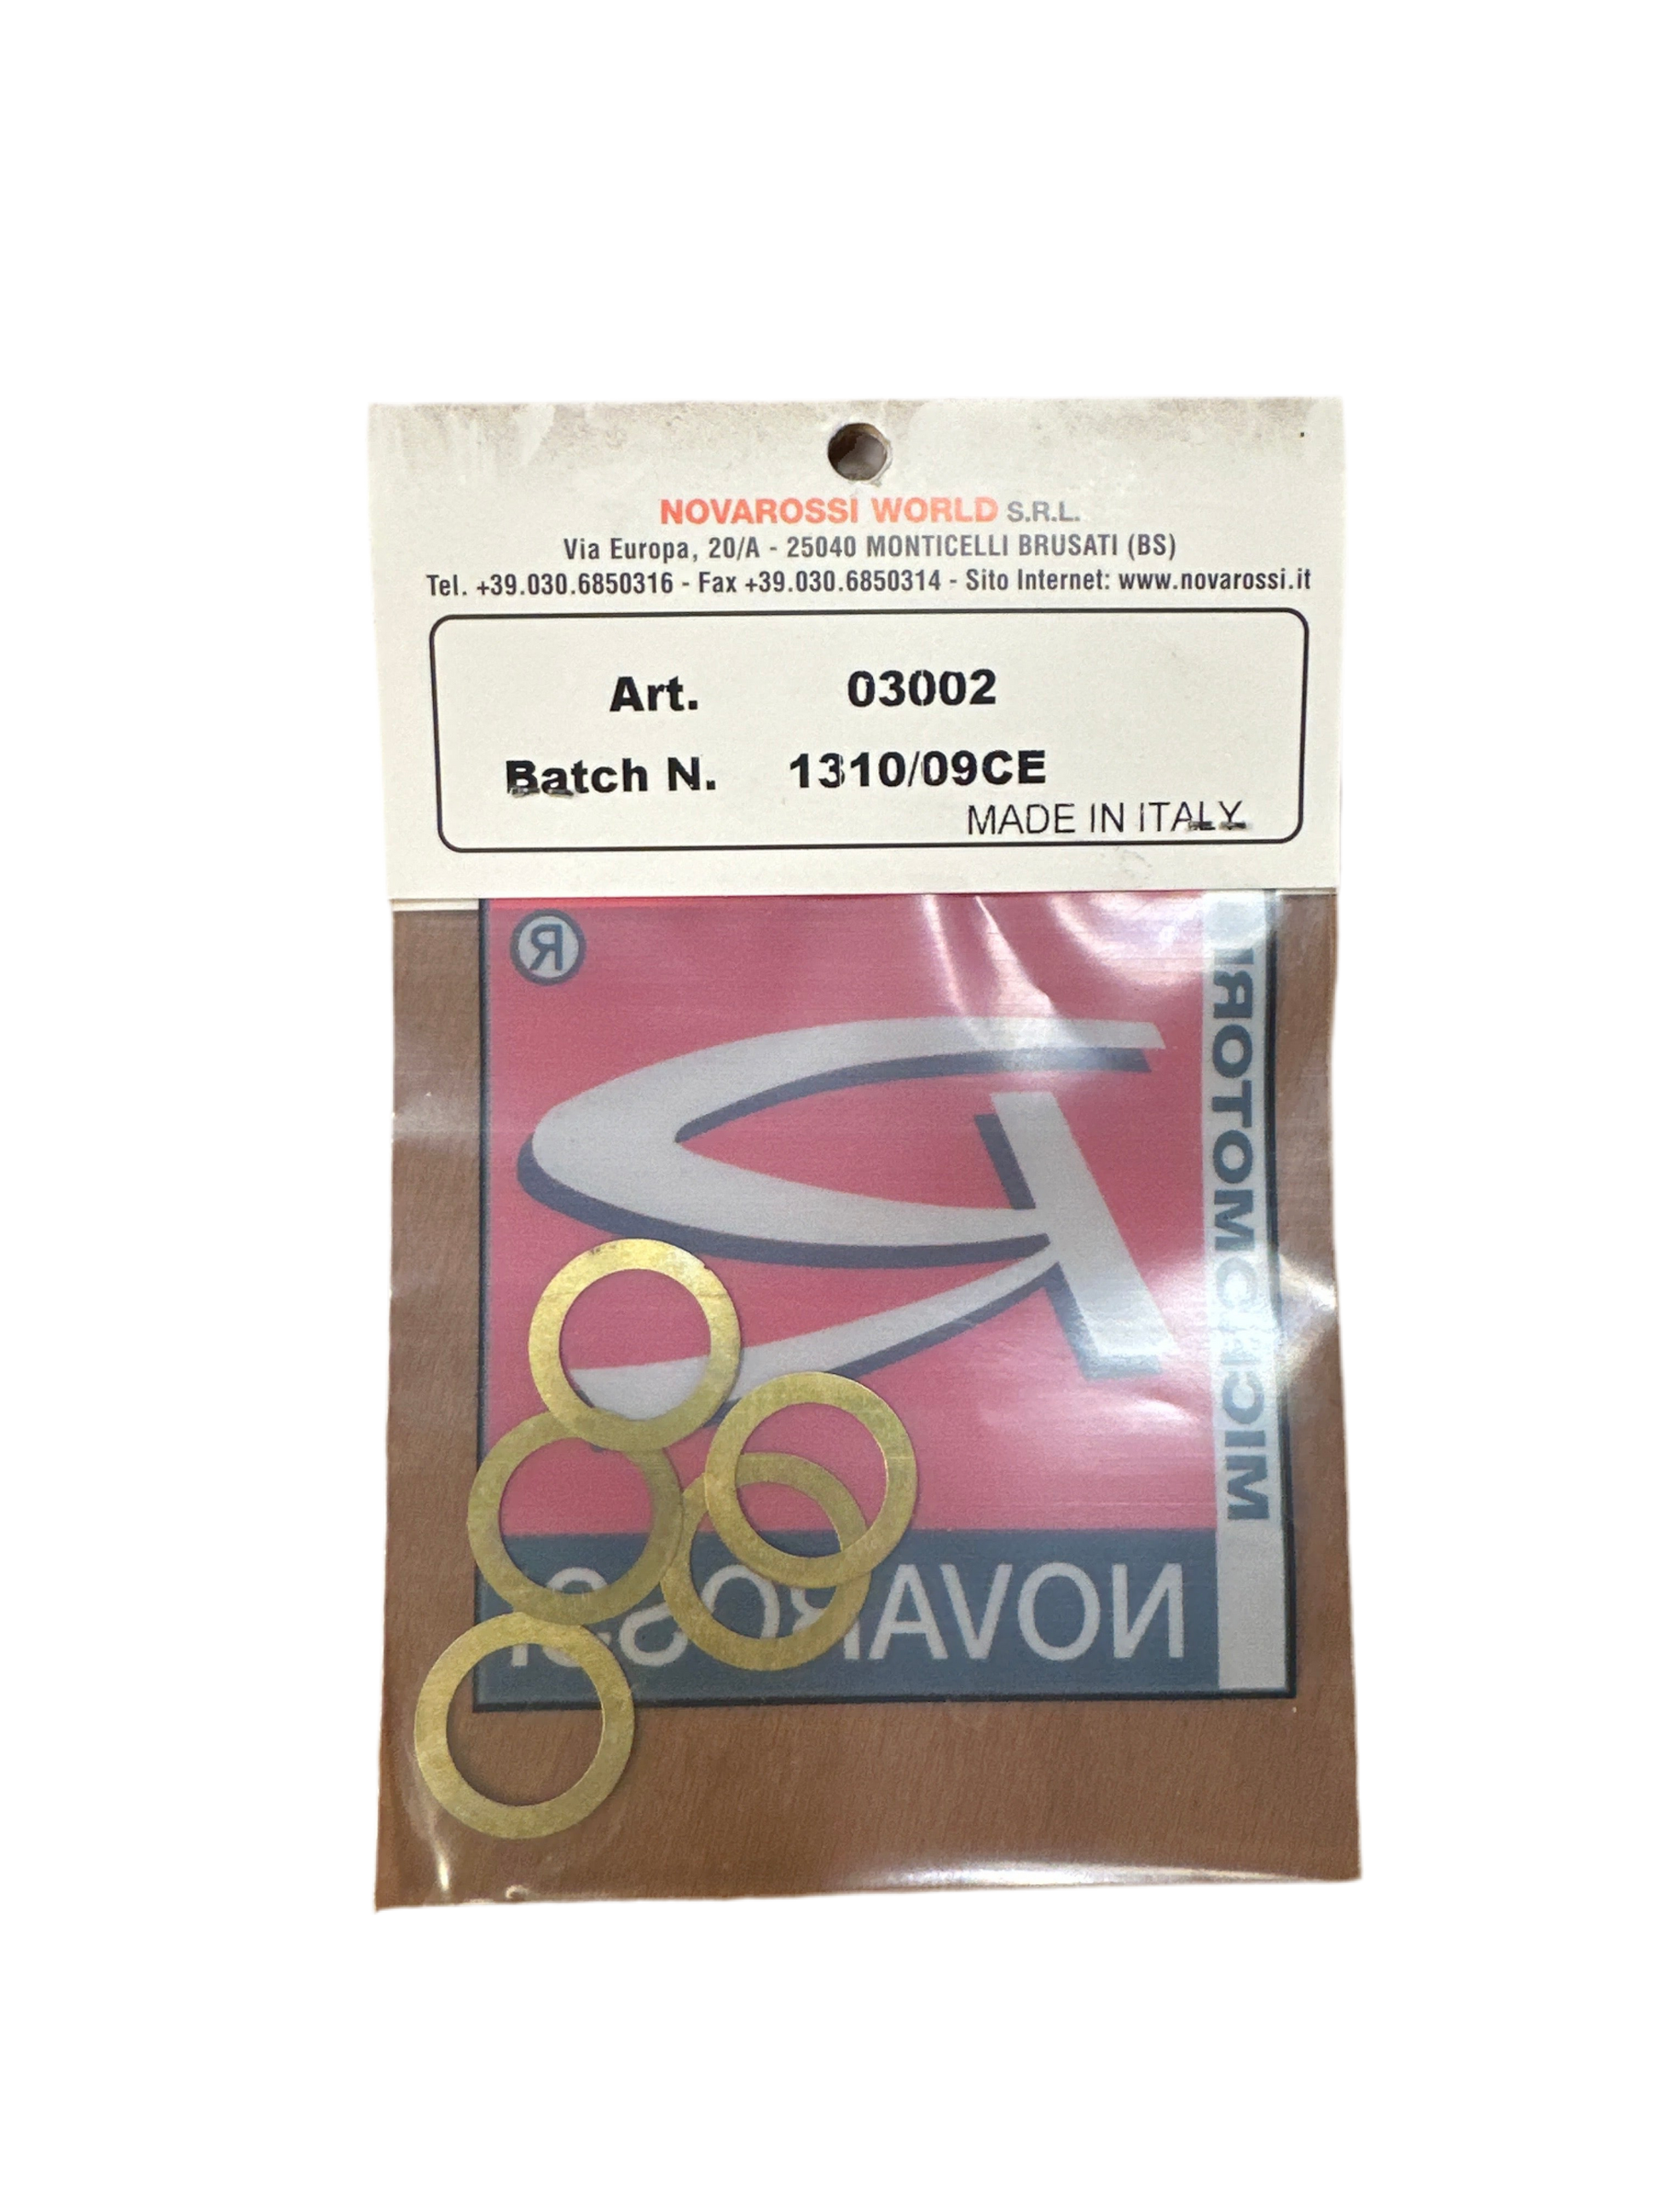 NOVAROSSI WORLD S.R.L.
Via Europa, 20/A - 25040 MONTICELLI BRUSATI (BS)
Tel. +39.030.6850316 - Fax +39.030.6850314 - Sito Internet: www.novarossi.it
Art. 03002
Batch N. 1310/09CE
MADE IN ITALY
®
MICROMOTORI
NOVAROSSI